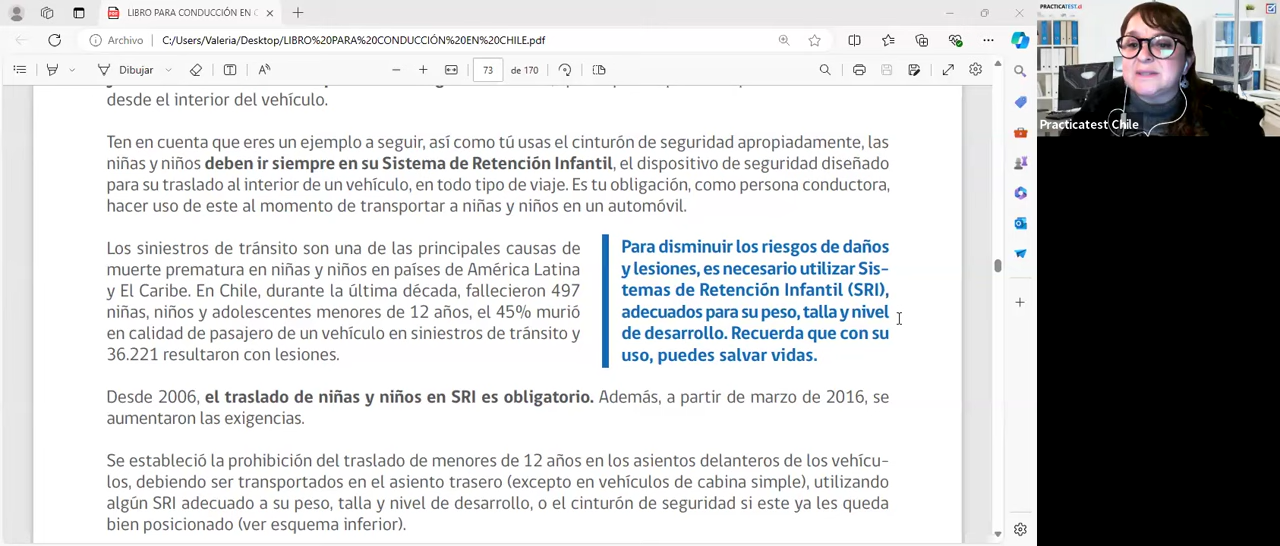 LIBRO PARA CONDUCCIÓN EN C
Archivo
C:/Users/Valeria/Desktop/LIBRO%20PARA%20CONDUCCIÓN%20EN%20CHILE.pdf
Dibujar
73
de 170
PRACTICATEST.cl
Practicatest Chile
desde el interior del vehículo.
Ten en cuenta que eres un ejemplo a seguir, así como tú usas el cinturón de seguridad apropiadamente, las
niñas y niños deben ir siempre en su Sistema de Retención Infantil, el dispositivo de seguridad diseñado
para su traslado al interior de un vehículo, en todo tipo de viaje. Es tu obligación, como persona conductora,
hacer uso de este al momento de transportar a niñas y niños en un automóvil.
Los siniestros de tránsito son una de las principales causas de
muerte prematura en niñas y niños en países de América Latina
y El Caribe. En Chile, durante la última década, fallecieron 497
niñas, niños y adolescentes menores de 12 años, el 45% murió
en calidad de pasajero de un vehículo en siniestros de tránsito y
36.221 resultaron con lesiones.
Para disminuir los riesgos de daños
y lesiones, es necesario utilizar Sis-
temas de Retención Infantil (SRI),
adecuados para su peso, talla y nivel
de desarrollo. Recuerda que con su
uso, puedes salvar vidas.
Desde 2006, el traslado de niñas y niños en SRI es obligatorio. Además, a partir de marzo de 2016, se
aumentaron las exigencias.
Se estableció la prohibición del traslado de menores de 12 años en los asientos delanteros de los vehícu-
los, debiendo ser transportados en el asiento trasero (excepto en vehículos de cabina simple), utilizando
algún SRI adecuado a su peso, talla y nivel de desarrollo, o el cinturón de seguridad si este ya les queda
bien posicionado (ver esquema inferior).